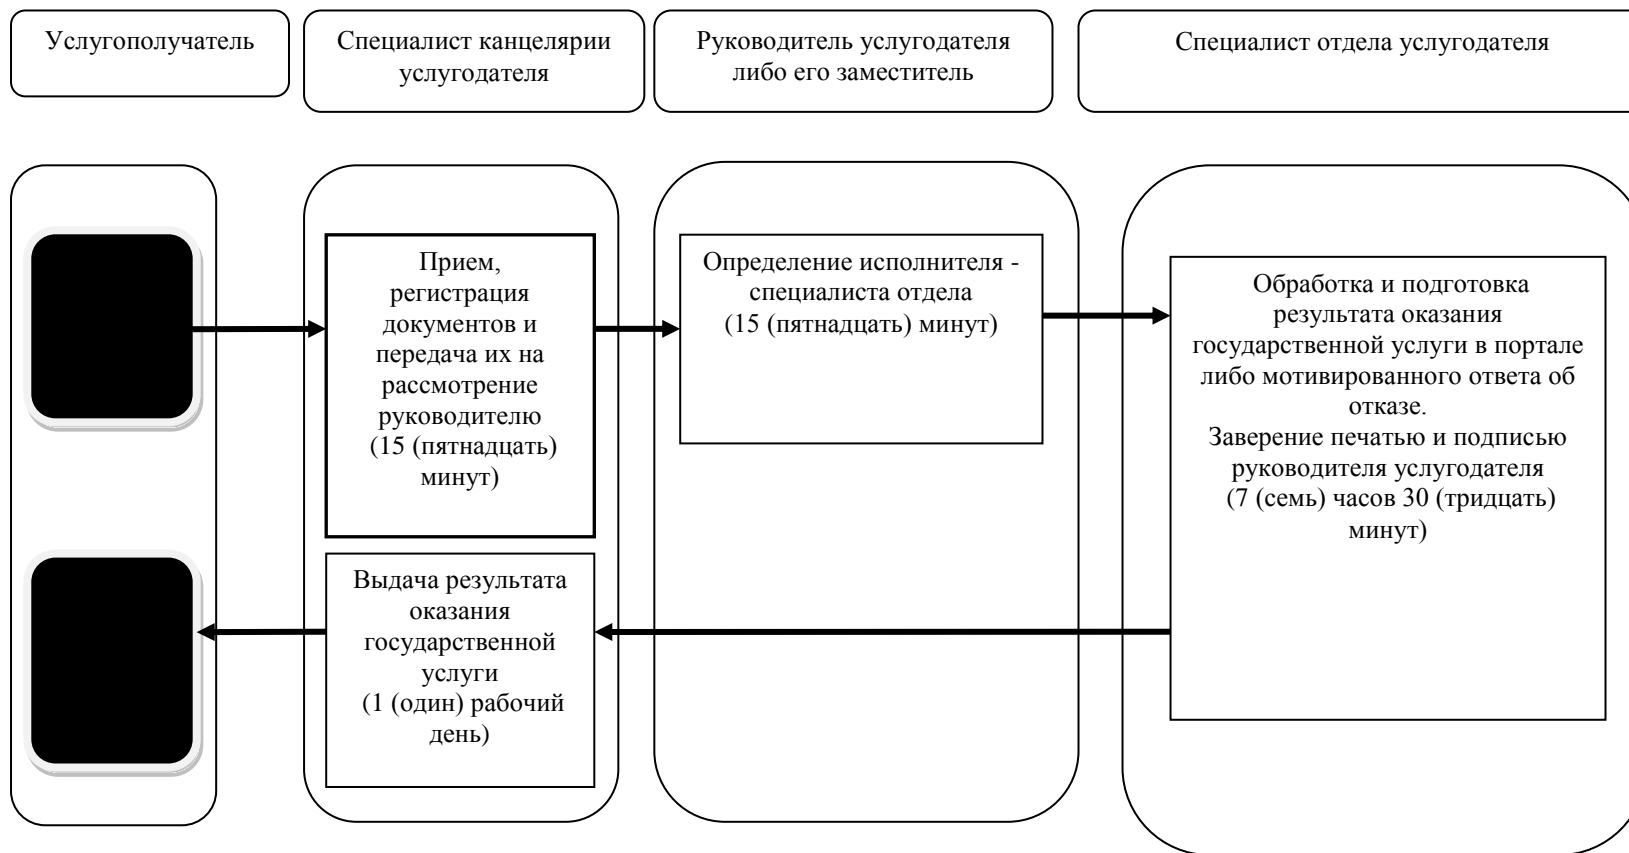 Услугополучатель
Специалист канцелярии
услугодателя
Руководитель услугодателя
либо его заместитель
Специалист отдела услугодателя
Прием,
регистрация
документов и
передача их на
рассмотрение
руководителю
(15 (пятнадцать)
минут)
Определение исполнителя -
специалиста отдела
(15 (пятнадцать) минут)
Обработка и подготовка
результата оказания
государственной услуги в портале
либо мотивированного ответа об
отказе.
Заверение печатью и подписью
руководителя услугодателя
(7 (семь) часов 30 (тридцать)
минут)
Выдача результата
оказания
государственной
услуги
(1 (один) рабочий
день)